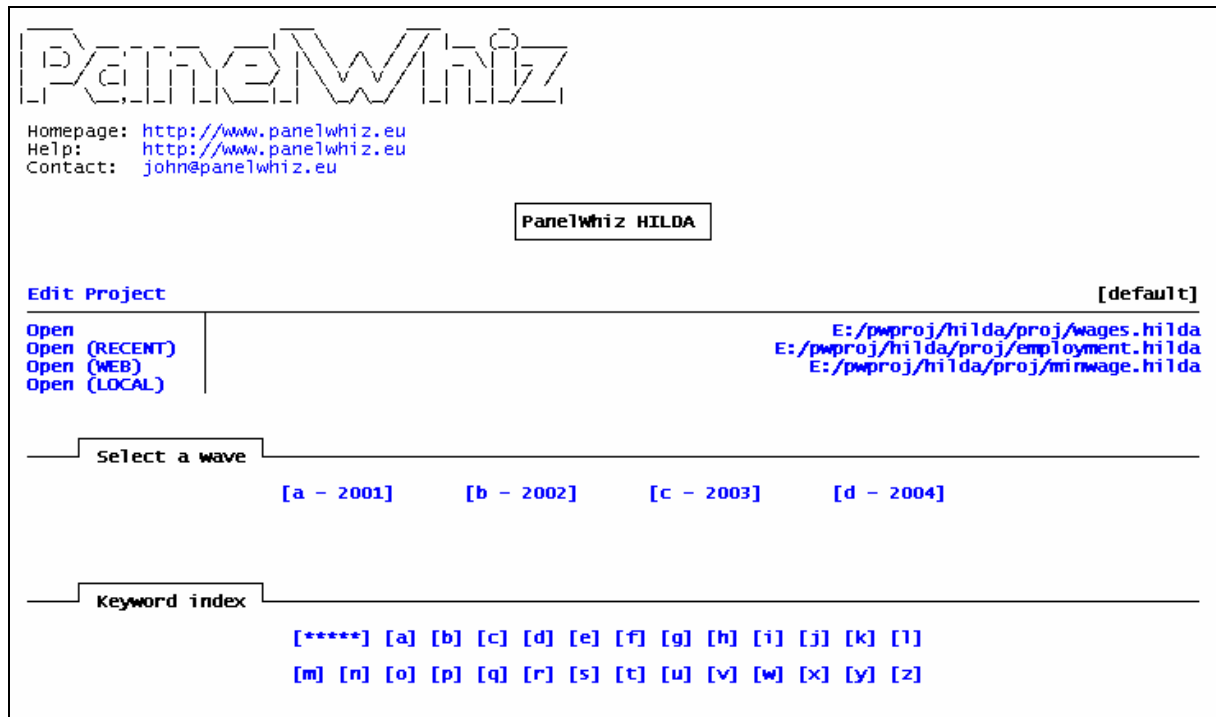 PanelWhiz
Homepage: http://www.panelwhiz.eu
Help: http://www.panelwhiz.eu
Contact: john@panelwhiz.eu
PanelWhiz HILDA
Edit Project [default]
Open E:/pwproj/hilda/proj/wages.hilda
Open (RECENT) E:/pwproj/hilda/proj/employment.hilda
Open (WEB) E:/pwproj/hilda/proj/minwage.hilda
Open (LOCAL)
Select a wave
[a - 2001] [b - 2002] [c - 2003] [d - 2004]
Keyword index
[*****] [a] [b] [c] [d] [e] [f] [g] [h] [i] [j] [k] [l]
[m] [n] [o] [p] [q] [r] [s] [t] [u] [v] [w] [x] [y] [z]